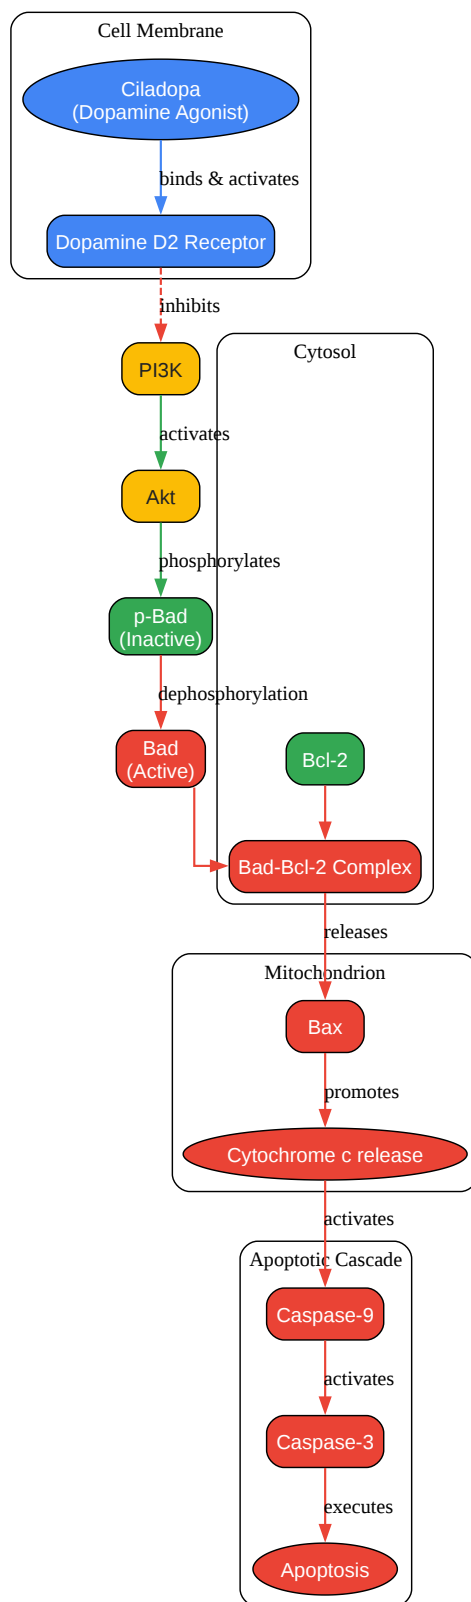 Cell Membrane
Ciladopa
(Dopamine Agonist)
binds & activates
Dopamine D2 Receptor
inhibits
Cytosol
PI3K
activates
Akt
phosphorylates
p-Bad
(Inactive)
dephosphorylation
Bad
(Active)
Bcl-2
Bad-Bcl-2 Complex
releases
Mitochondrion
Bax
promotes
Cytochrome c release
activates
Apoptotic Cascade
Caspase-9
activates
Caspase-3
executes
Apoptosis